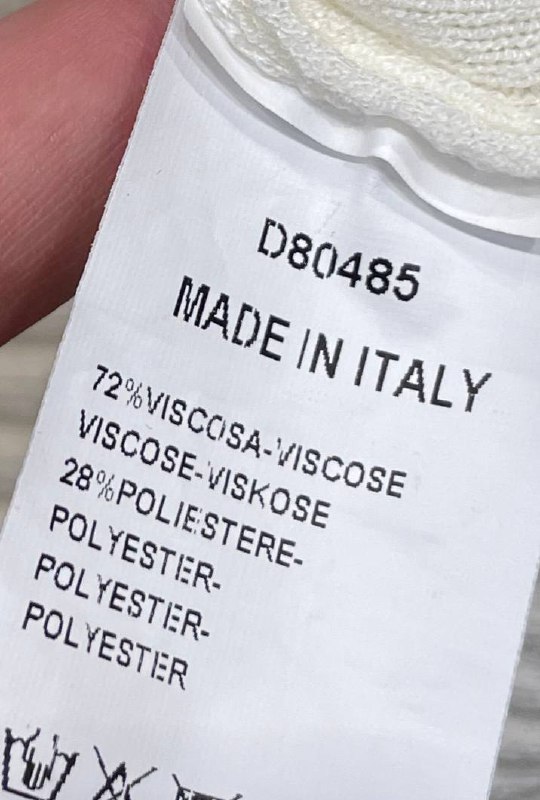 D80485
MADE IN ITALY
72%VISCOSA-VISCOSE
VISCOSE-VISKOSE
28%POLIESTERE-
POLYESTER-
POLYESTER-
POLYESTER